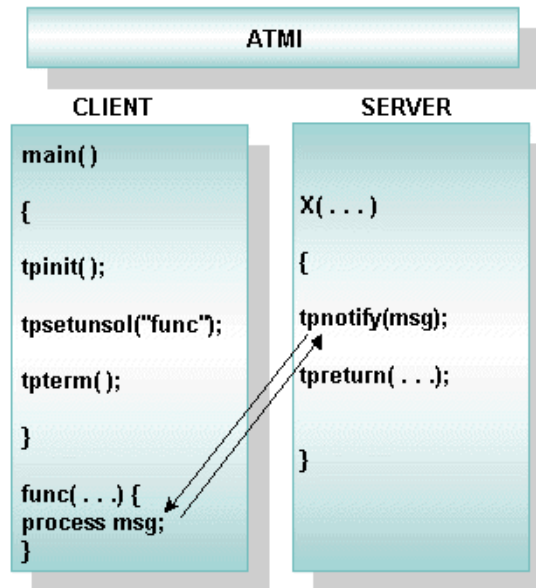 ATMI
CLIENT
main()
{
tpinit();
tpsetunsol("func");
tpterm();
}
func(. . .) {
process msg;
}
SERVER
X(. . .)
{
tpnotify(msg);
tpreturn(. . .);
}